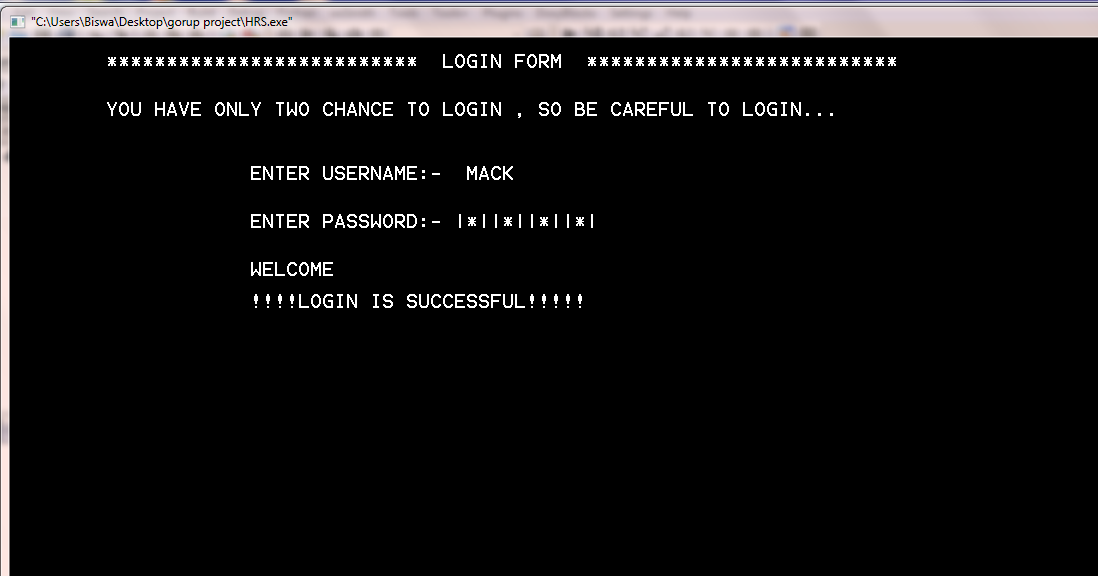 "C:\Users\Biswa\Desktop\gorup project\HRS.exe"
************************** LOGIN FORM **************************
YOU HAVE ONLY TWO CHANCE TO LOGIN , SO BE CAREFUL TO LOGIN...
ENTER USERNAME:- MACK
ENTER PASSWORD:- |*||*||*||*|
WELCOME
!!!!LOGIN IS SUCCESSFUL!!!!!